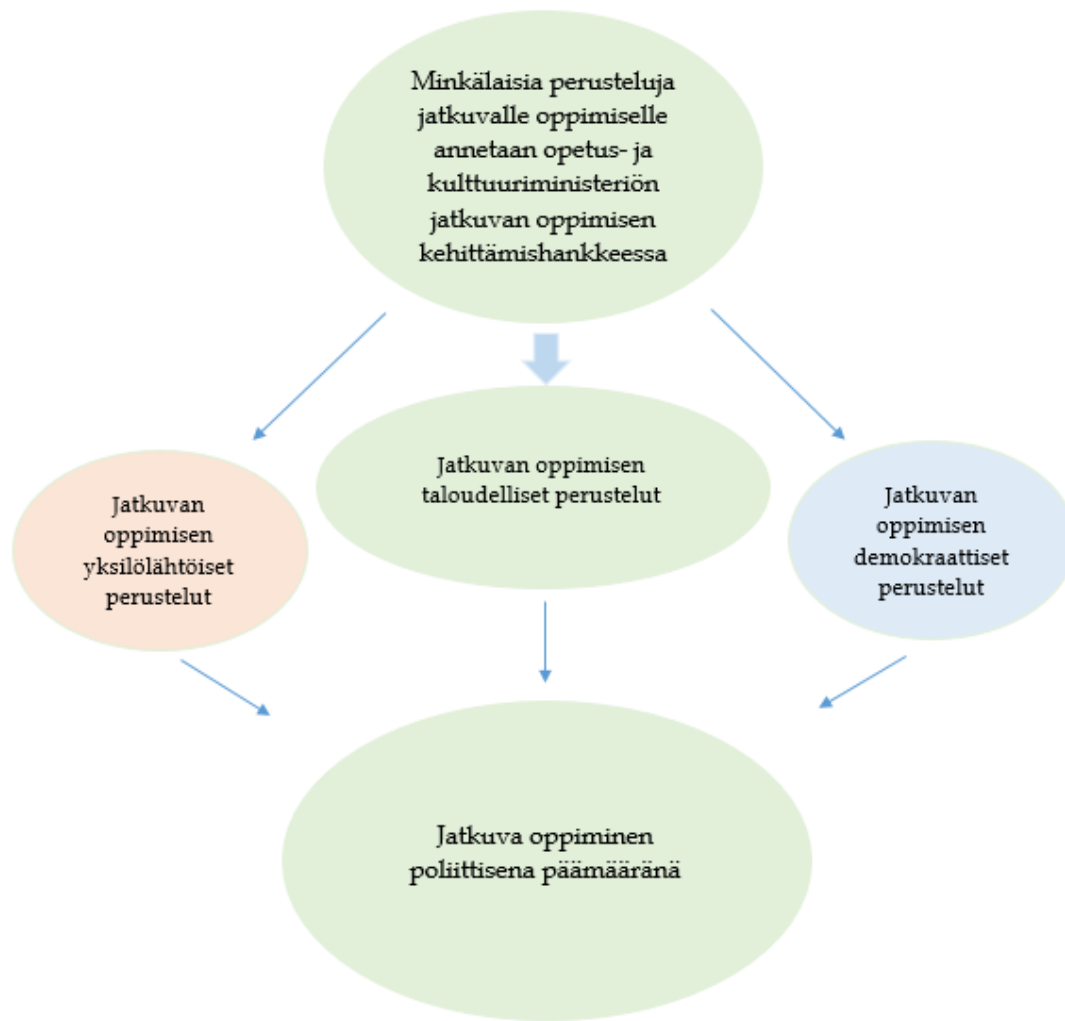 Minkälaisia perusteluja
jatkuvalle oppimiselle
annetaan opetus- ja
kulttuuriministeriön
jatkuvan oppimisen
kehittämishankkeessa
Jatkuvan
oppimisen
yksilölähtöiset
perustelut
Jatkuvan oppimisen
taloudelliset perustelut
Jatkuvan
oppimisen
demokraattiset
perustelut
Jatkuva oppiminen
poliittisena päämääränä